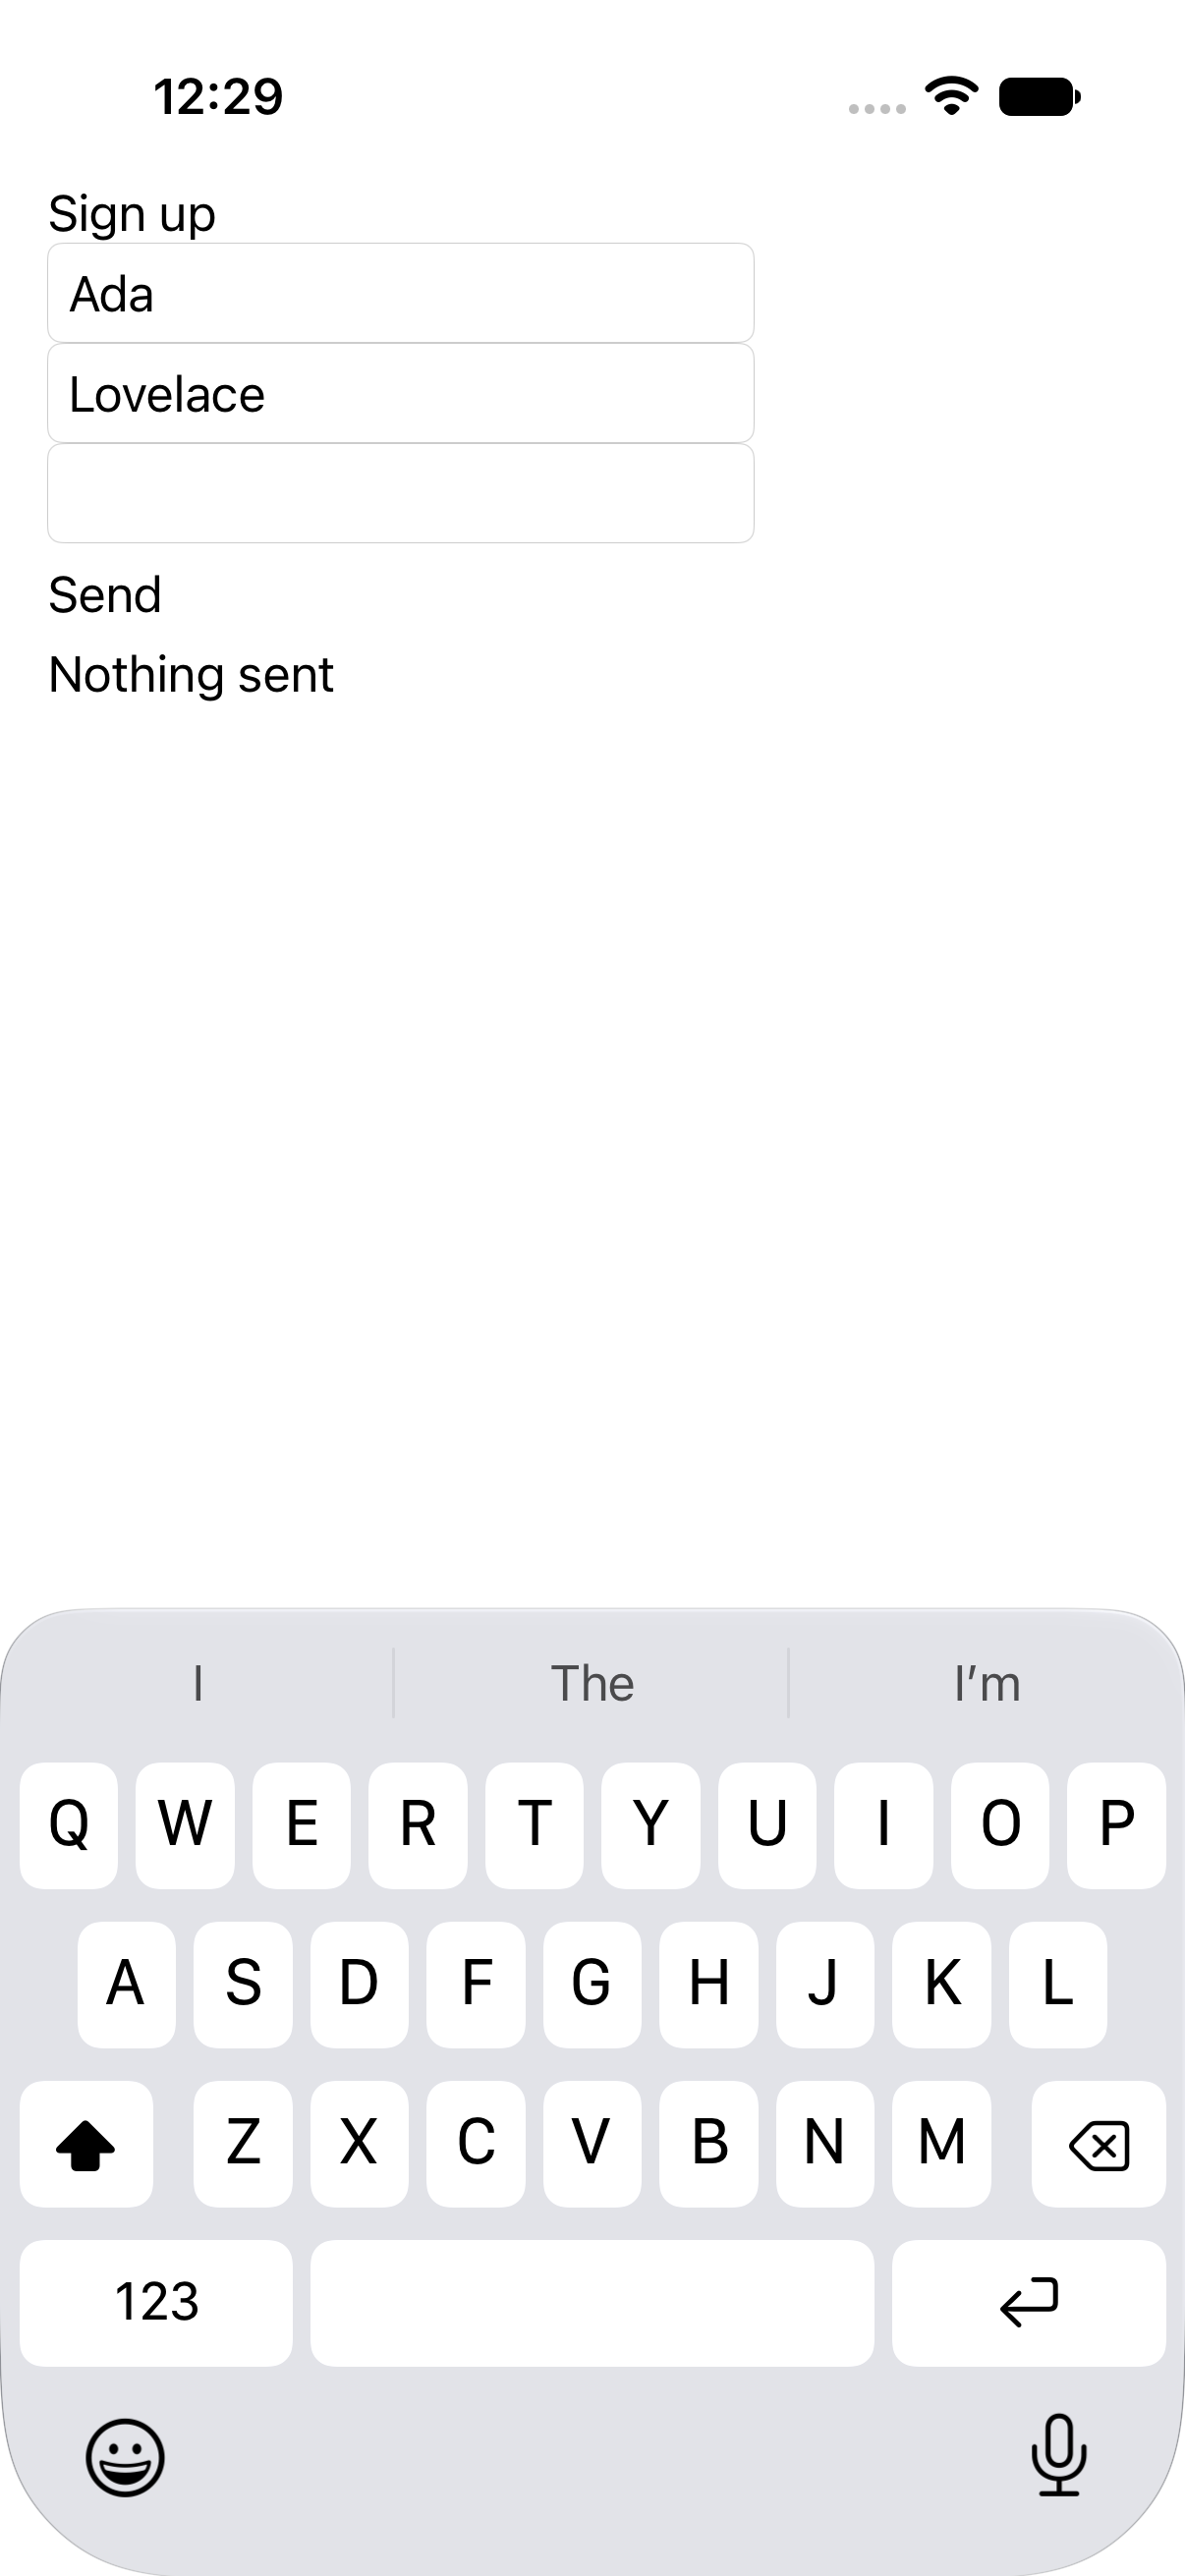 12:29
Sign up
Ada
Lovelace
Send
Nothing sent
I The I’m
Q W E R T Y U I O P
A S D F G H J K L
Z X C V B N M
123